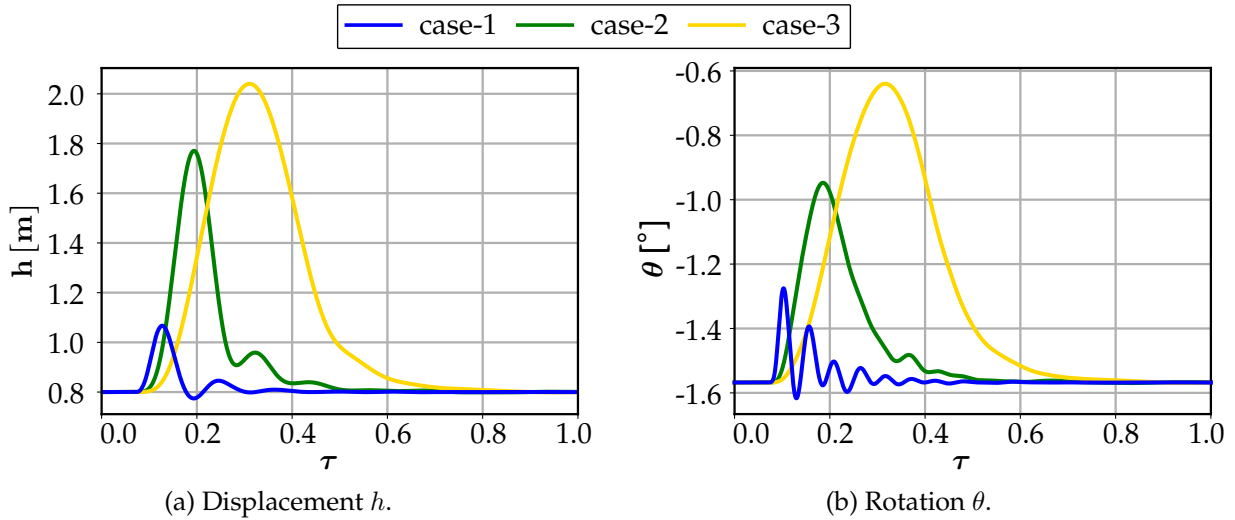 case-1 case-2 case-3
h [m]
2.0
1.8
1.6
1.4
1.2
1.0
0.8
0.0 0.2 0.4 0.6 0.8 1.0
τ
(a) Displacement h.
θ [°]
-0.6
-0.8
-1.0
-1.2
-1.4
-1.6
0.0 0.2 0.4 0.6 0.8 1.0
τ
(b) Rotation θ.